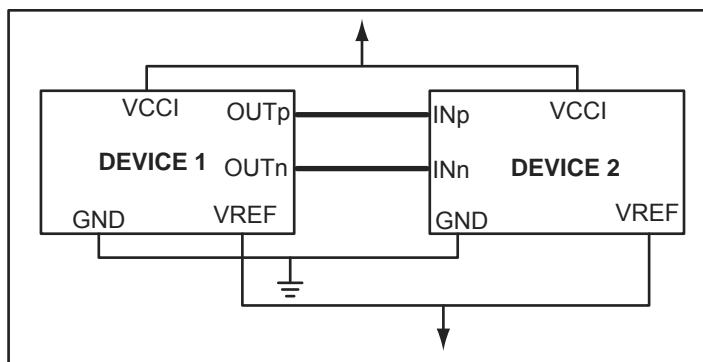 VCCI
OUTp
DEVICE 1
OUTn
GND
VREF
INp
VCCI
INn
DEVICE 2
GND
VREF